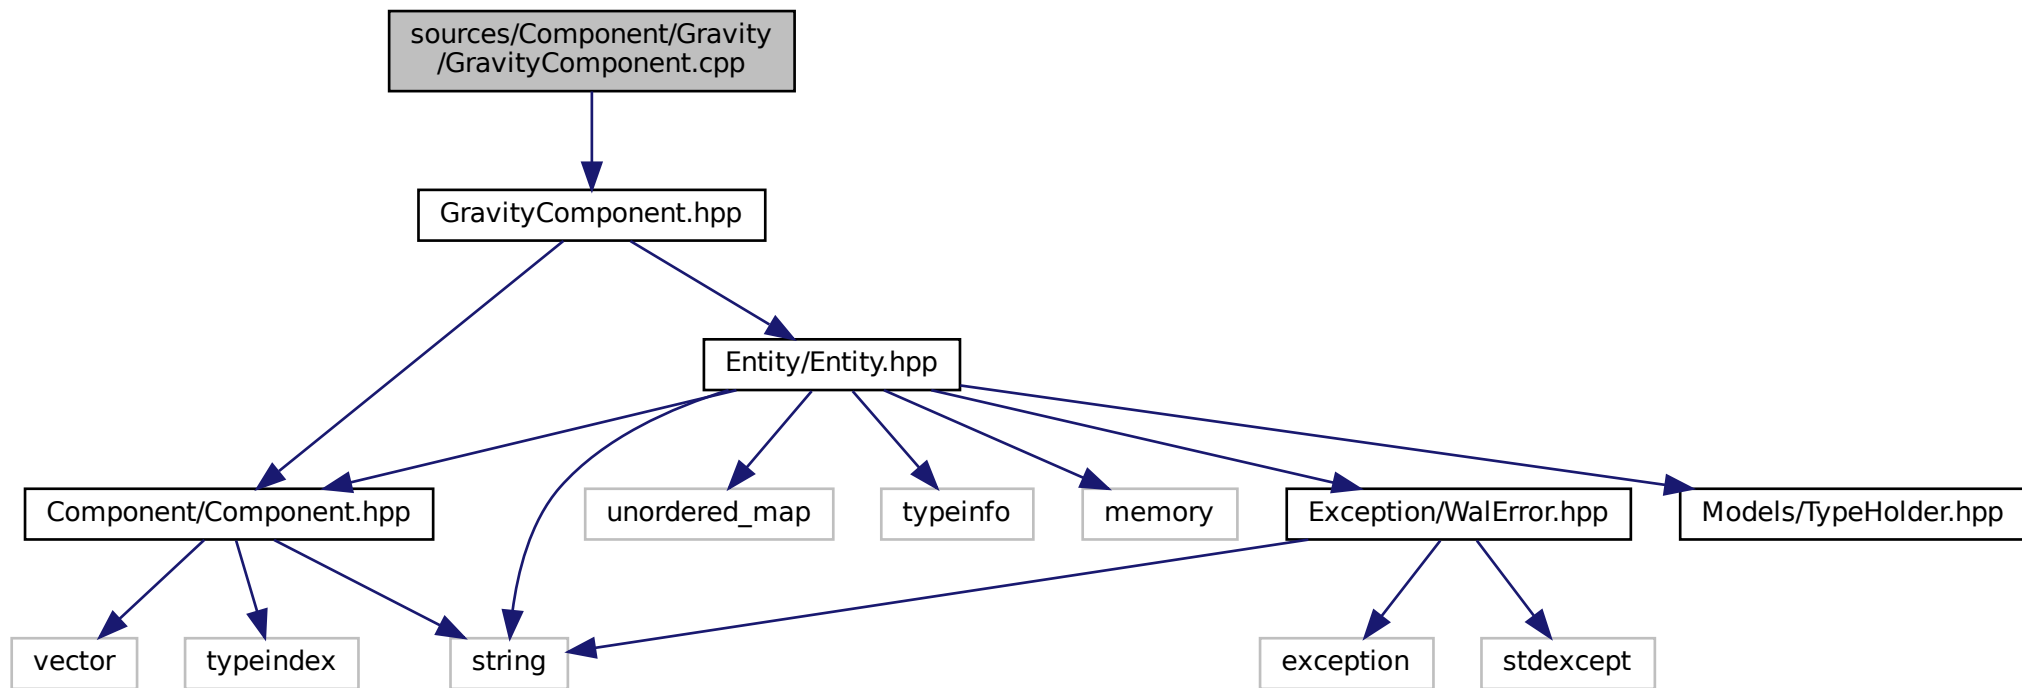 sources/Component/Gravity
/GravityComponent.cpp
GravityComponent.hpp
Entity/Entity.hpp
Component/Component.hpp
unordered_map
typeinfo
memory
Exception/WalError.hpp
Models/TypeHolder.hpp
vector
typeindex
string
exception
stdexcept